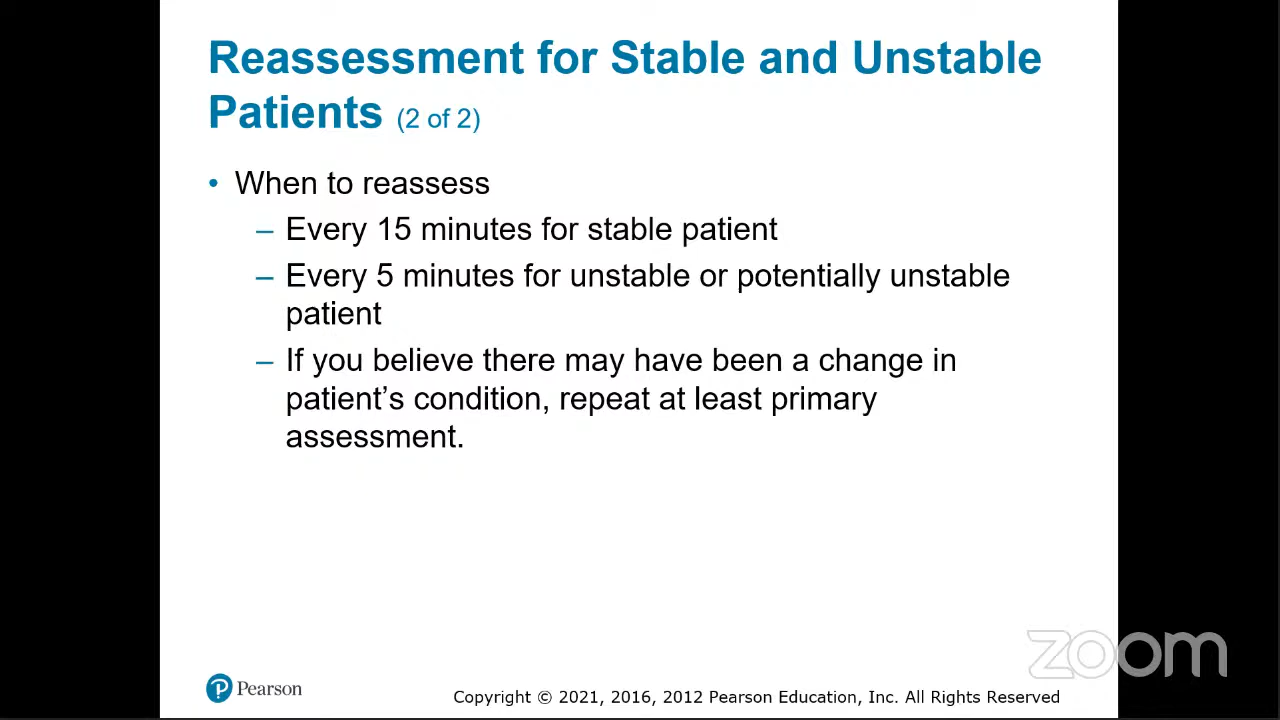 Reassessment for Stable and Unstable
Patients (2 of 2)
• When to reassess
– Every 15 minutes for stable patient
– Every 5 minutes for unstable or potentially unstable
patient
– If you believe there may have been a change in
patient’s condition, repeat at least primary
assessment.
zoom
P Pearson
Copyright © 2021, 2016, 2012 Pearson Education, Inc. All Rights Reserved